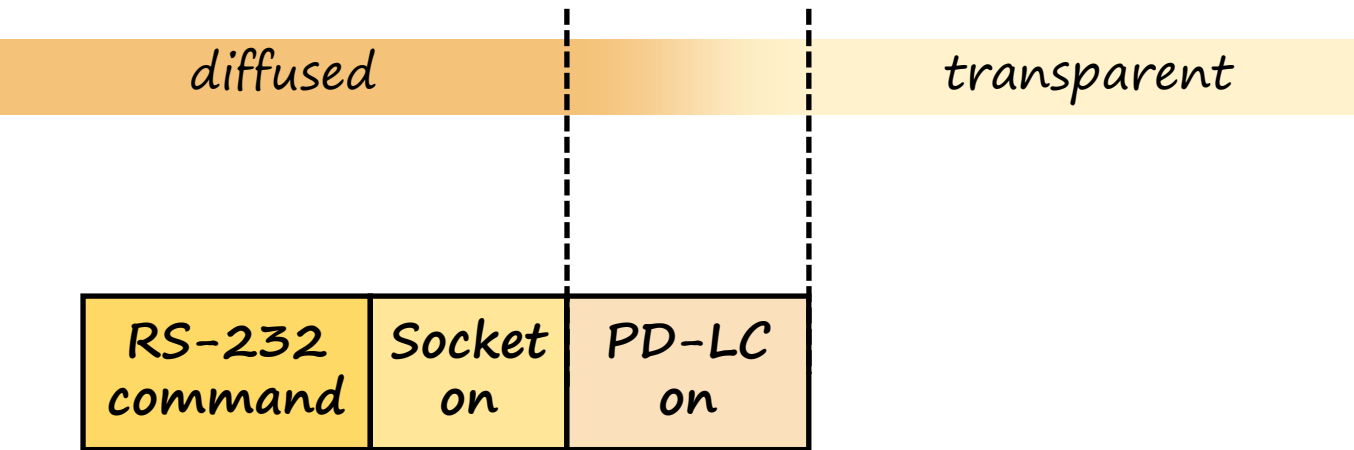 diffused
transparent
RS-232
command
Socket
on
PD-LC
on